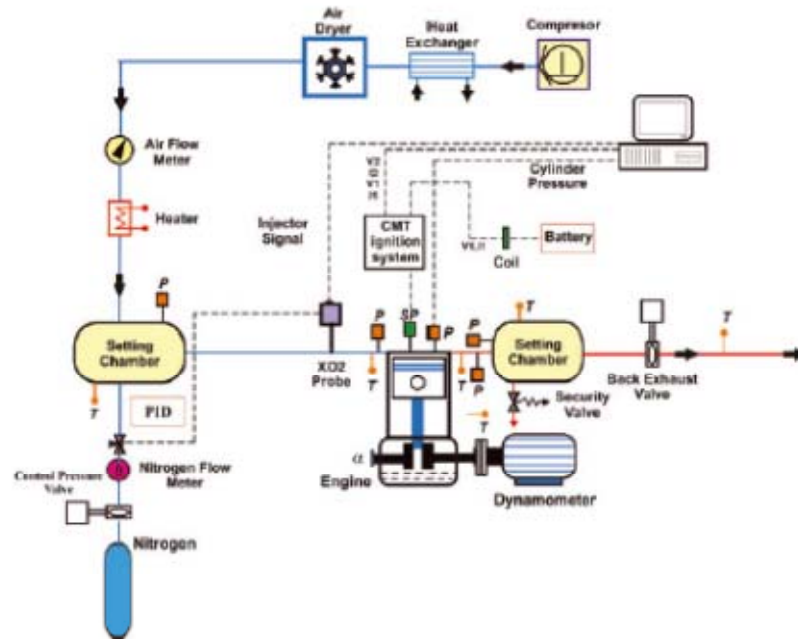 Air
Dryer
Heat
Exchanger
Compresor
Air Flow
Meter
Heater
Injector
Signal
V2
V1
CMT
ignition
system
Cylinder
Pressure
Coil
Battery
P
Setting
Chamber
T
PID
XO2
Probe
P
SP
P
T
T
P
P
T
Setting
Chamber
T
Security
Valve
T
Back Exhaust
Valve
α
Engine
Dynamometer
Control Pressure
Valve
Nitrogen Flow
Meter
Nitrogen